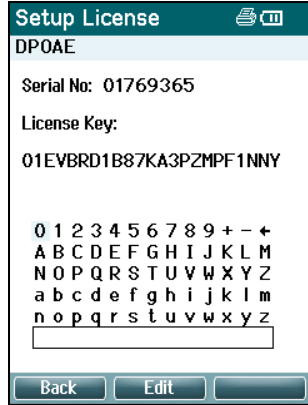 Setup License
DPOAE
Serial No: 01769365
License Key:
01EVBRD1B87KA3PZMPF1NNY
0 1 2 3 4 5 6 7 8 9 + - ←
A B C D E F G H I J K L M
N O P Q R S T U V W X Y Z
a b c d e f g h i j k l m
n o p q r s t u v w x y z
Back Edit